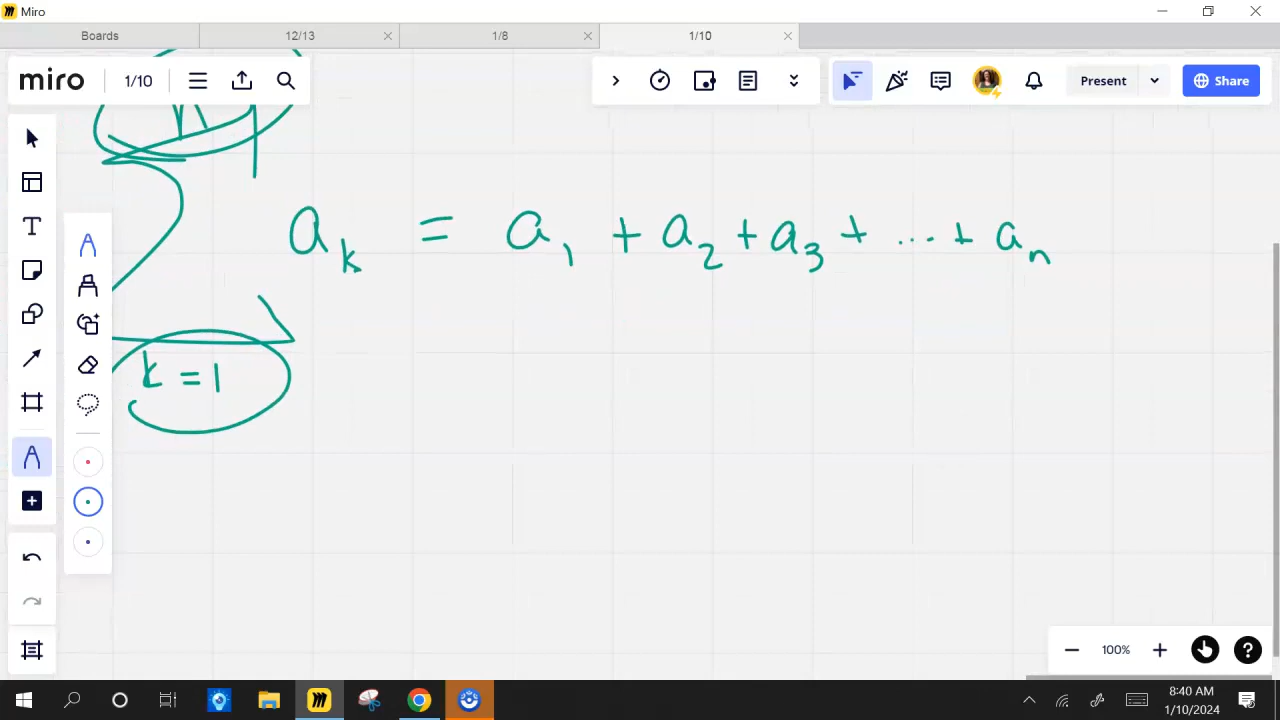 Miro
Boards
12/13
1/8
1/10
miro
1/10
Present
Share
n
a_k = a_1 + a_2 + a_3 + ... + a_n
k = 1
T
100%
?
8:40 AM
1/10/2024